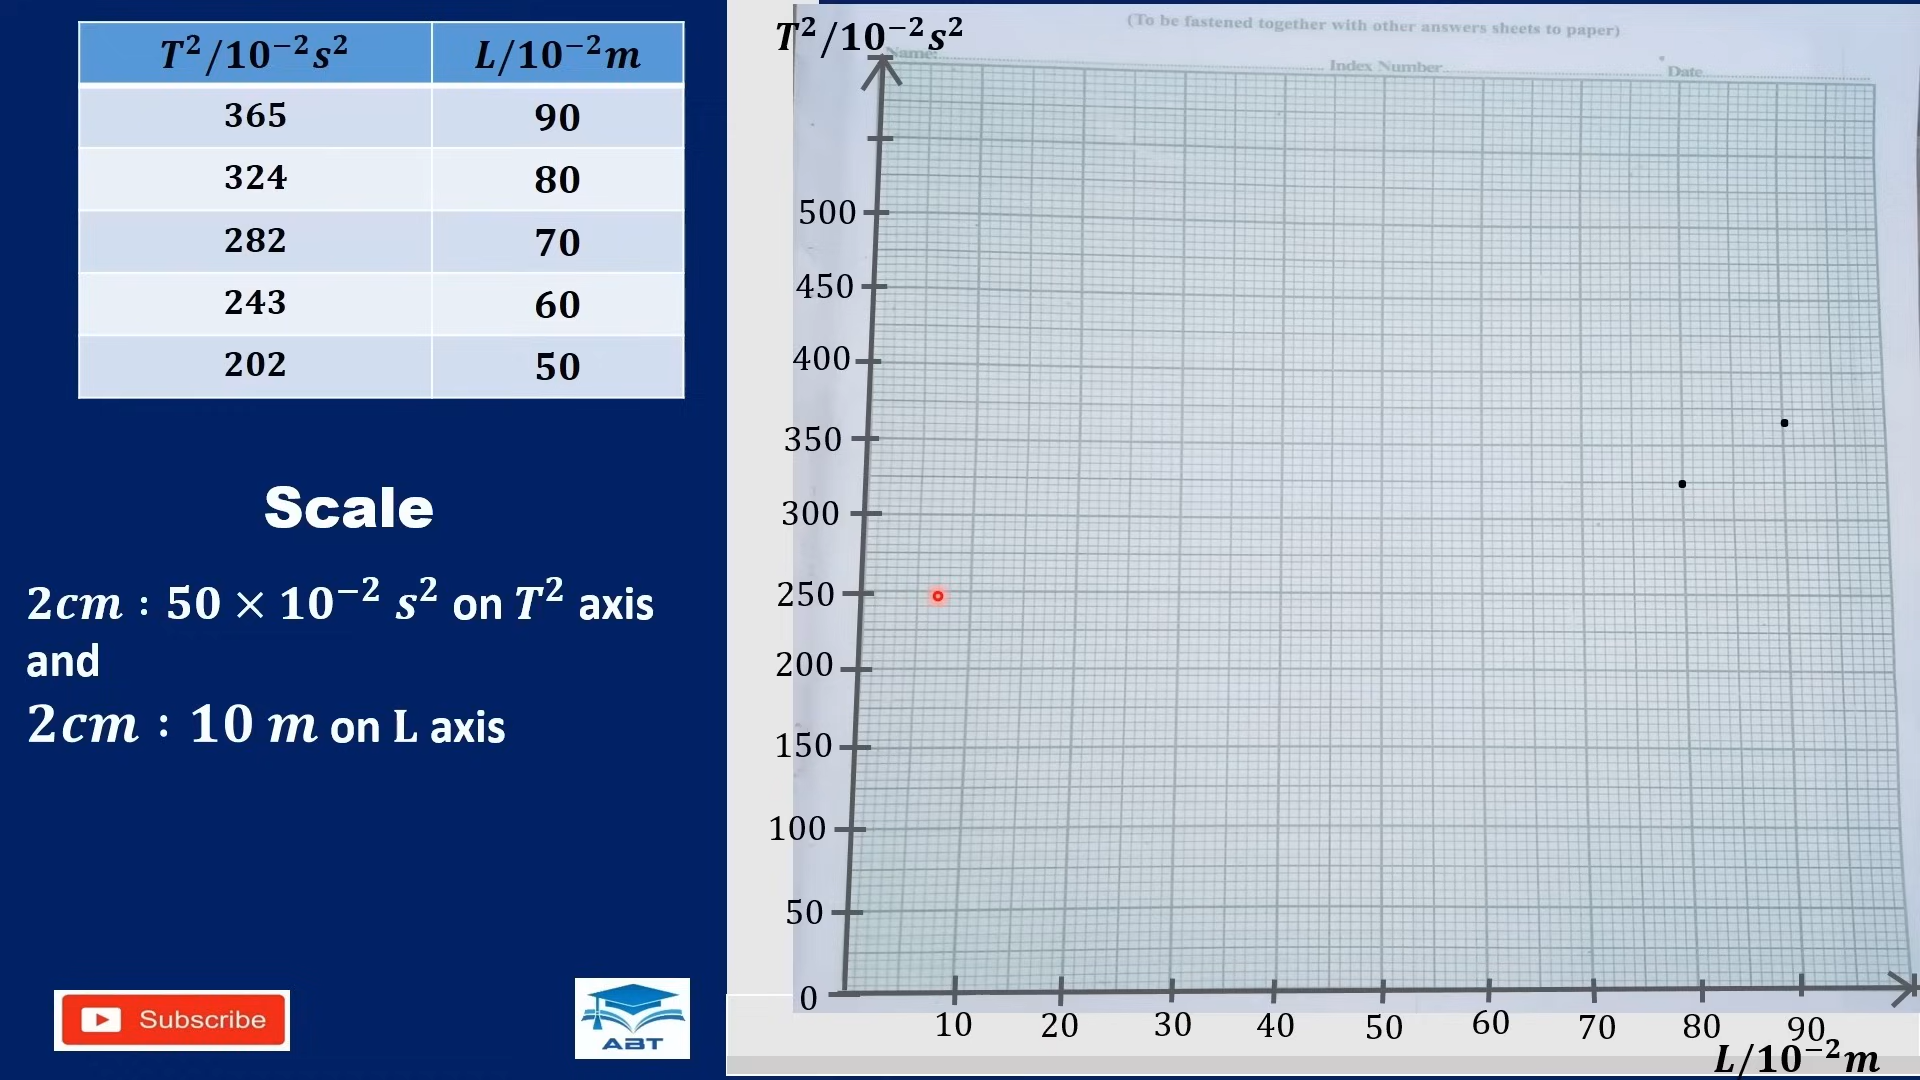 T²/10⁻²s² L/10⁻²m
365 90
324 80
282 70
243 60
202 50
Scale
2cm : 50 × 10⁻² s² on T² axis
and
2cm : 10 m on L axis
Subscribe
ABT
T²/10⁻²s²
(To be fastened together with other answers sheets to paper)
Name: Index Number Date
500
450
400
350
300
250
200
150
100
50
0
10 20 30 40 50 60 70 80 90
L/10⁻²m